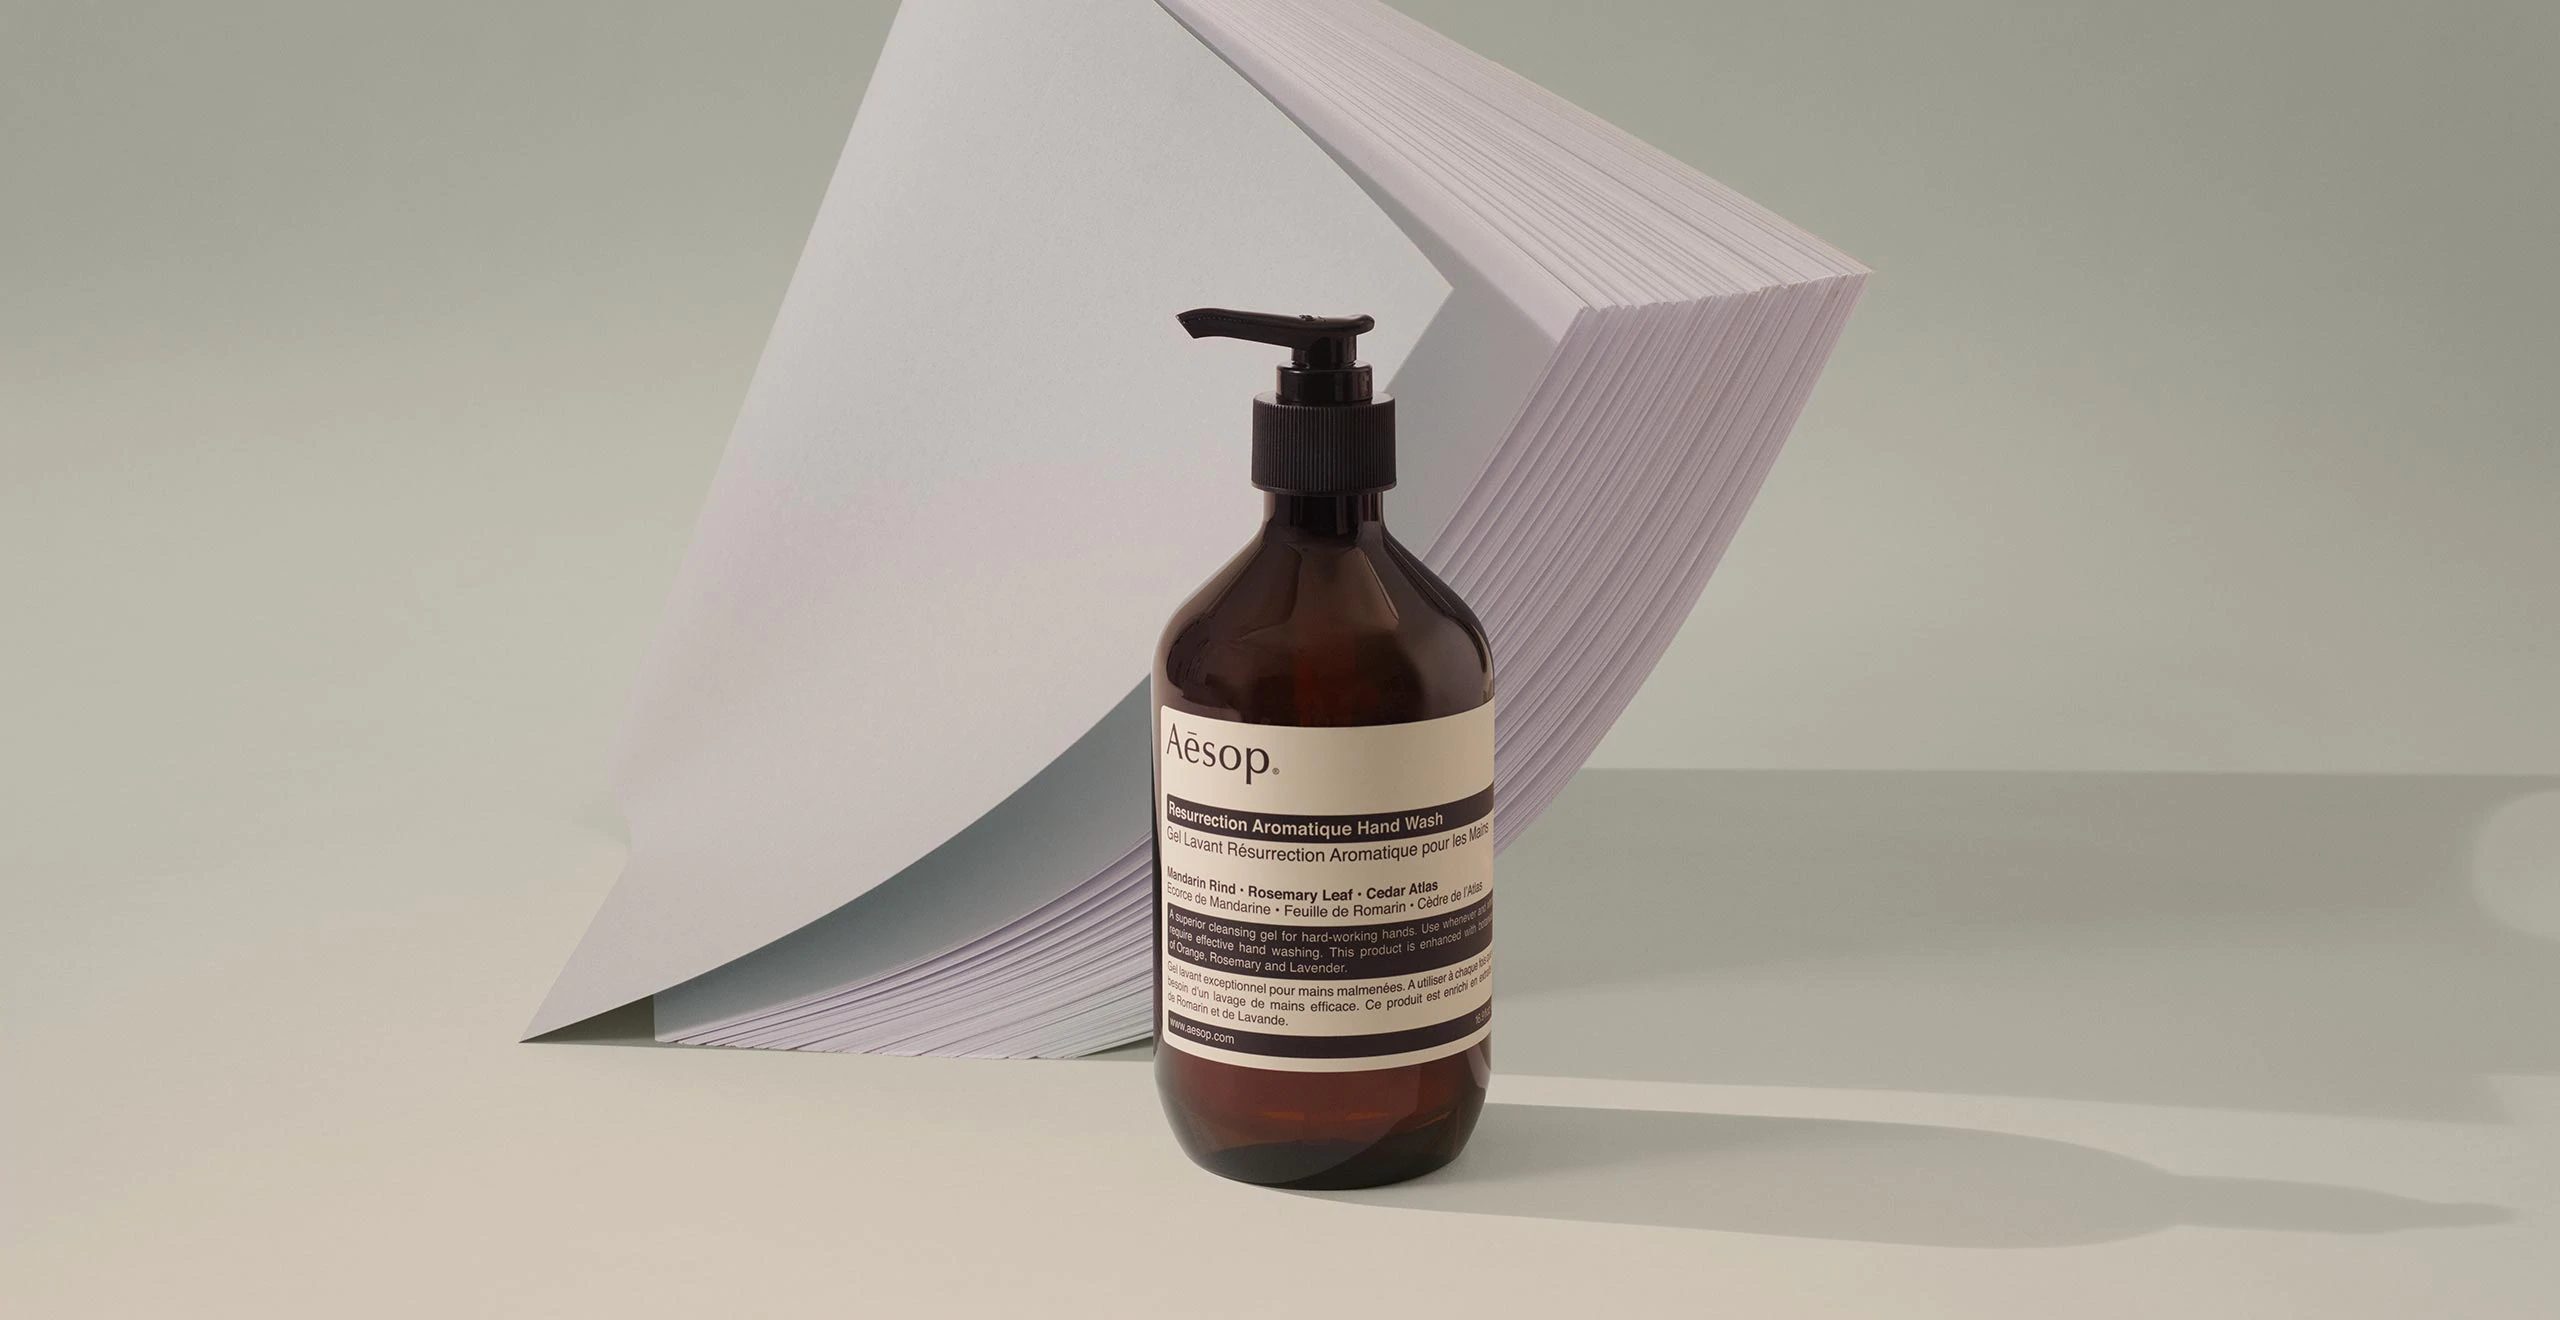 Aēsop®
Resurrection Aromatique Hand Wash
Gel Lavant Résurrection Aromatique pour les Mains
Mandarin Rind • Rosemary Leaf • Cedar Atlas
Ecorce de Mandarine • Feuille de Romarin • Cèdre de l'Atlas
A superior cleansing gel for hard-working hands. Use whenever and
require effective hand washing. This product is enhanced with
of Orange, Rosemary and Lavender.
Gel lavant exceptionnel pour mains malmenées. A utiliser à chaque fois
besoin d'un lavage de mains efficace. Ce produit est enrichi en
de Romarin et de Lavande.
www.aesop.com